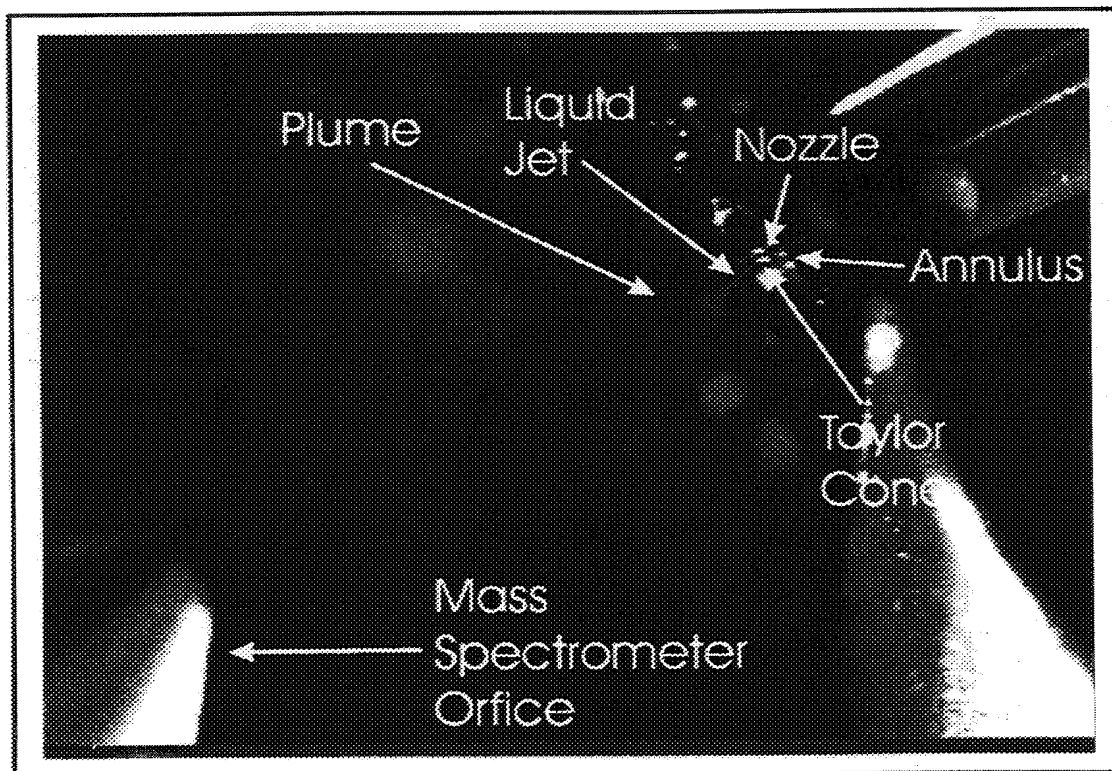 Plume
Liquid
Jet
Nozzle
Annulus
Taylor
Cone
Mass
Spectrometer
Orfice